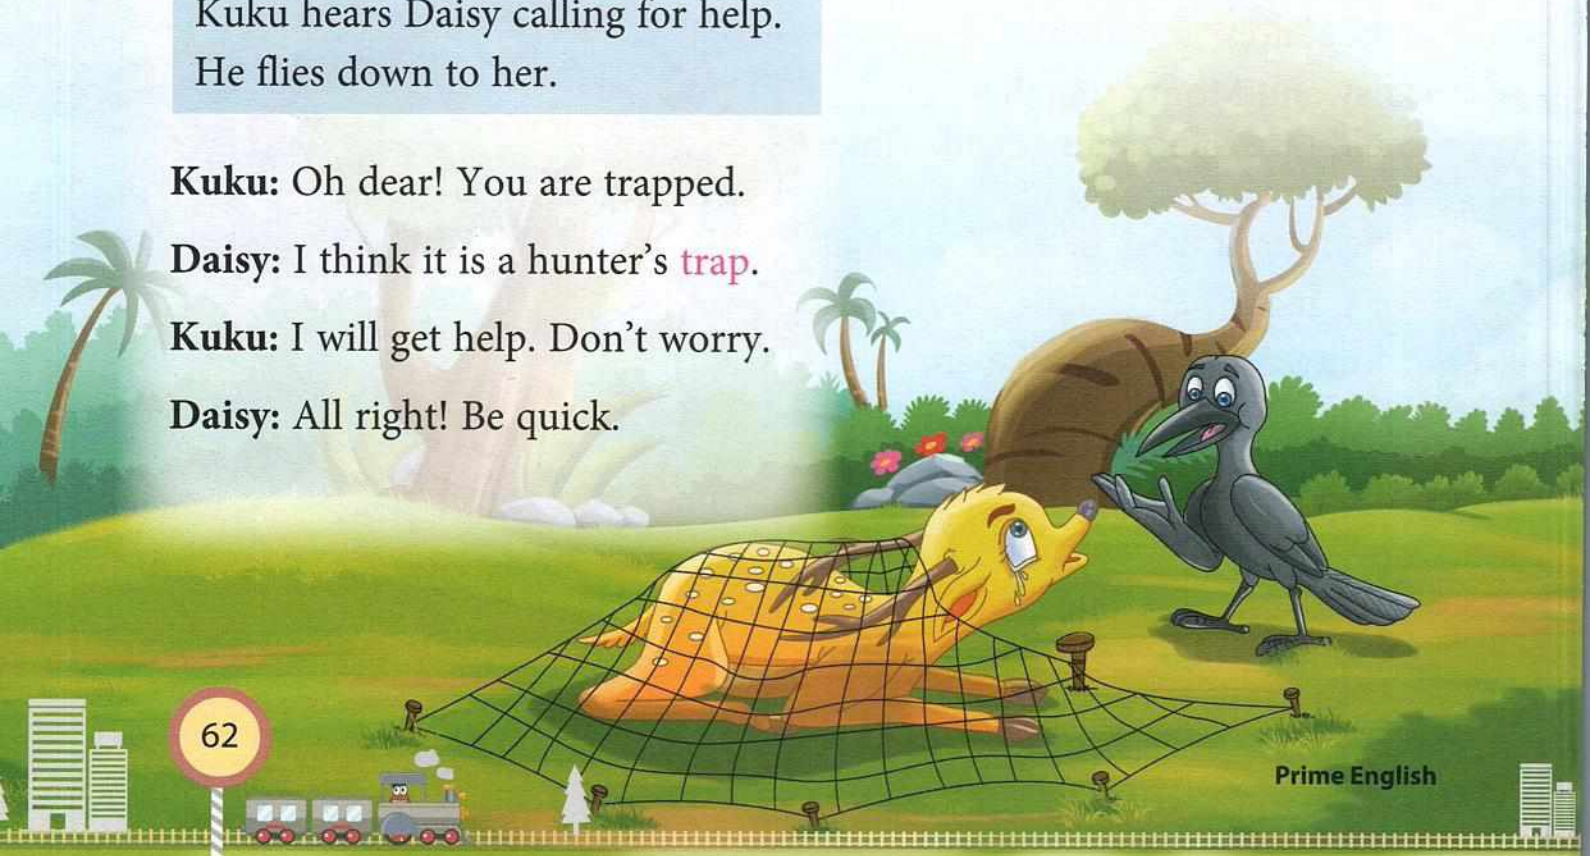 Kuku hears Daisy calling for help.
He flies down to her.
Kuku: Oh dear! You are trapped.
Daisy: I think it is a hunter’s trap.
Kuku: I will get help. Don’t worry.
Daisy: All right! Be quick.
62
Prime English